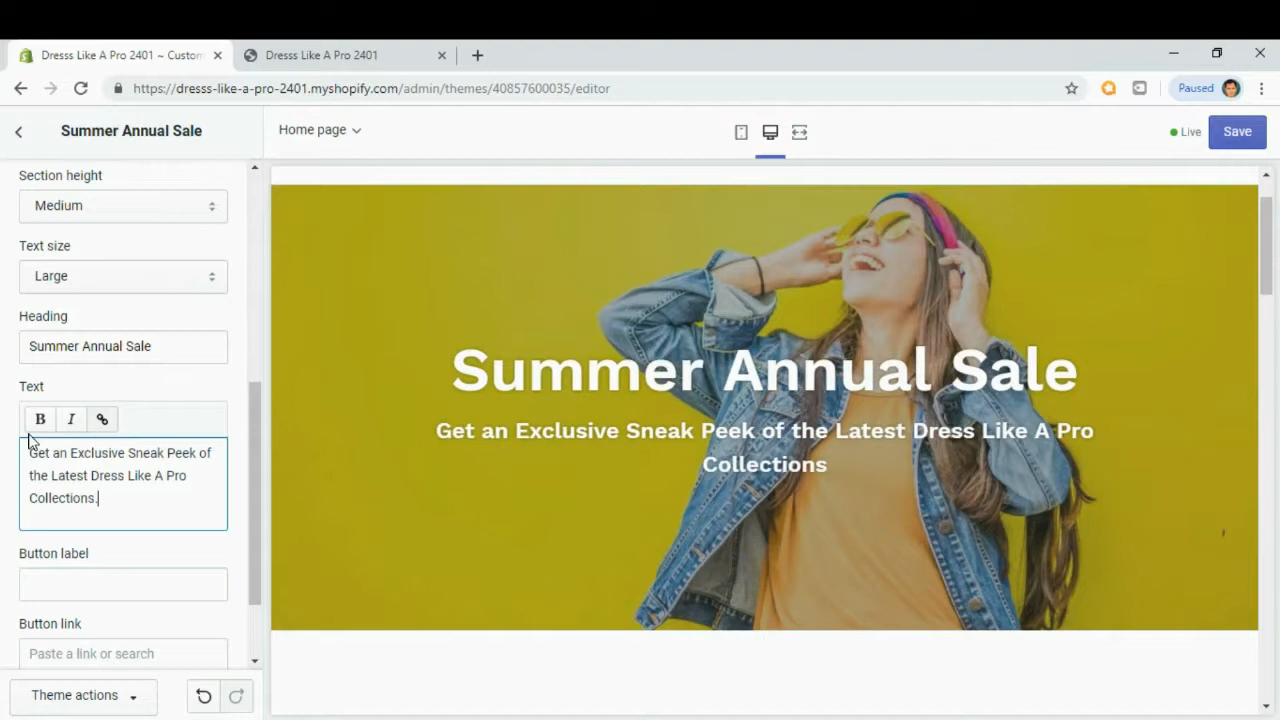 Dresss Like A Pro 2401 ~ Custom
Dresss Like A Pro 2401
https://dresss-like-a-pro-2401.myshopify.com/admin/themes/40857600035/editor
Paused
Summer Annual Sale
Home page
Live
Save
Section height
Medium
Text size
Large
Heading
Summer Annual Sale
Text
B I
Get an Exclusive Sneak Peek of
the Latest Dress Like A Pro
Collections.
Button label
Button link
Paste a link or search
Theme actions
Summer Annual Sale
Get an Exclusive Sneak Peek of the Latest Dress Like A Pro
Collections